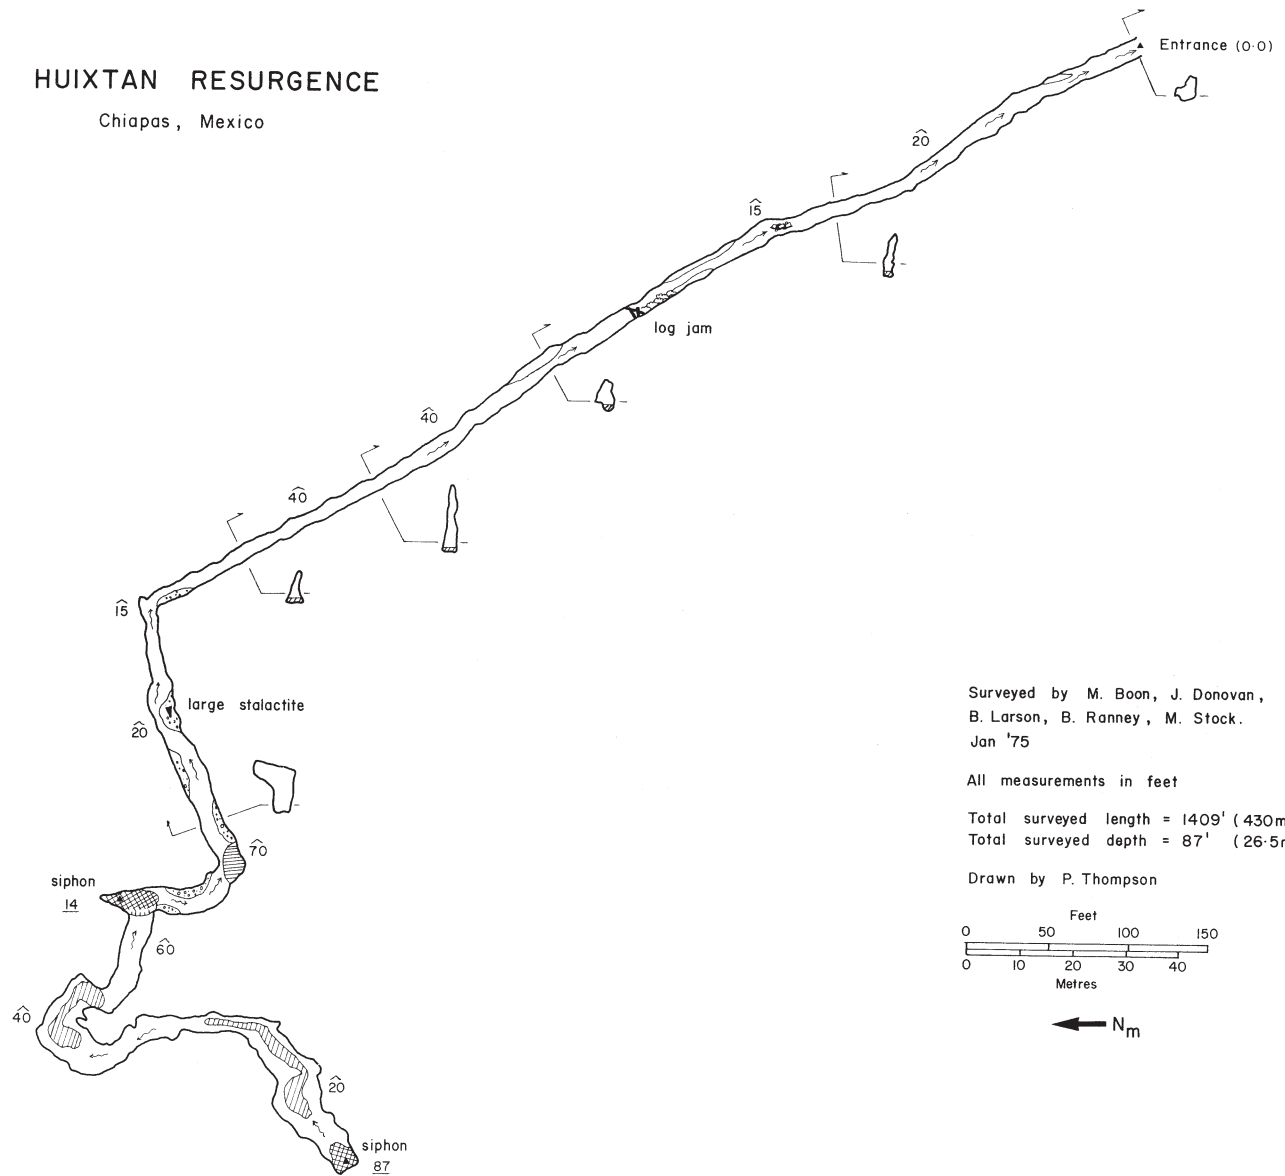 HUIXTAN RESURGENCE
Chiapas, Mexico
Entrance (0·0)
20
15
log jam
40
40
15
large stalactite
20
70
siphon
14
60
40
20
siphon
87
Surveyed by M. Boon, J. Donovan,
B. Larson, B. Ranney, M. Stock.
Jan '75
All measurements in feet
Total surveyed length = 1409' (430m
Total surveyed depth = 87' (26·5
Drawn by P. Thompson
Feet
0 50 100 150
0 10 20 30 40
Metres
Nm